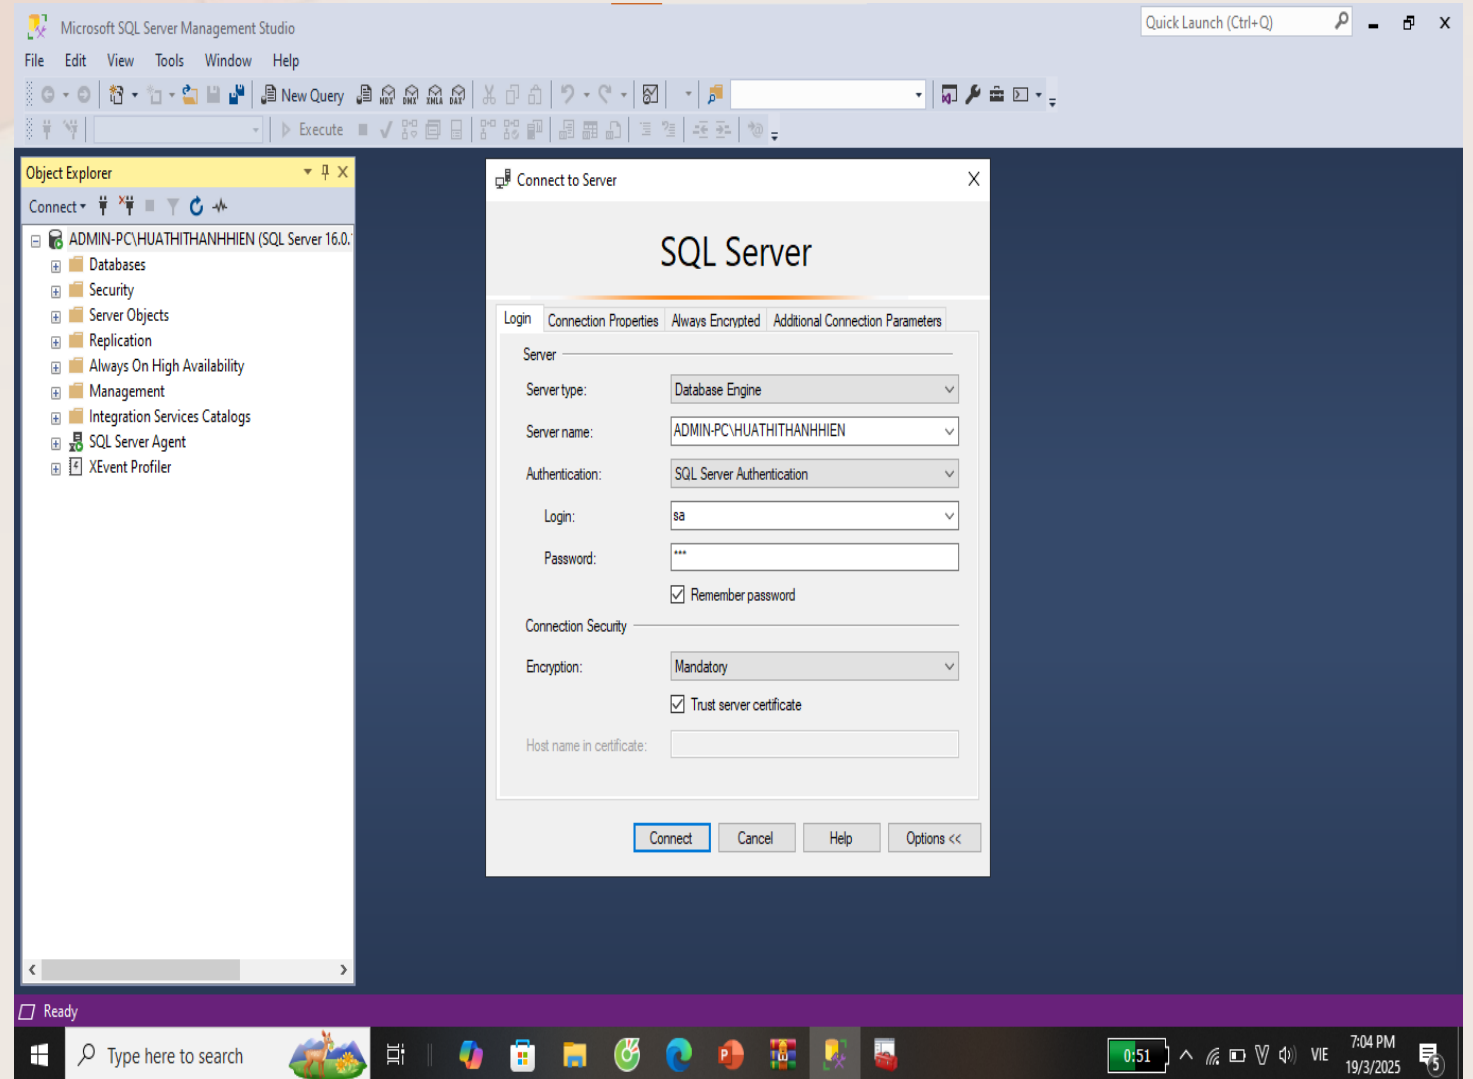 Microsoft SQL Server Management Studio
Quick Launch (Ctrl+Q)
File Edit View Tools Window Help
New Query MDX DMX XMLA DAX
Execute
Object Explorer
Connect
ADMIN-PC\HUATHITHANHHIEN (SQL Server 16.0.
Databases
Security
Server Objects
Replication
Always On High Availability
Management
Integration Services Catalogs
SQL Server Agent
XEvent Profiler
Connect to Server
SQL Server
Login Connection Properties Always Encrypted Additional Connection Parameters
Server
Server type: Database Engine
Server name: ADMIN-PC\HUATHITHANHHIEN
Authentication: SQL Server Authentication
Login: sa
Password: ***
Remember password
Connection Security
Encryption: Mandatory
Trust server certificate
Host name in certificate:
Connect Cancel Help Options <<
Ready
Type here to search
0:51
VIE
7:04 PM
19/3/2025
5